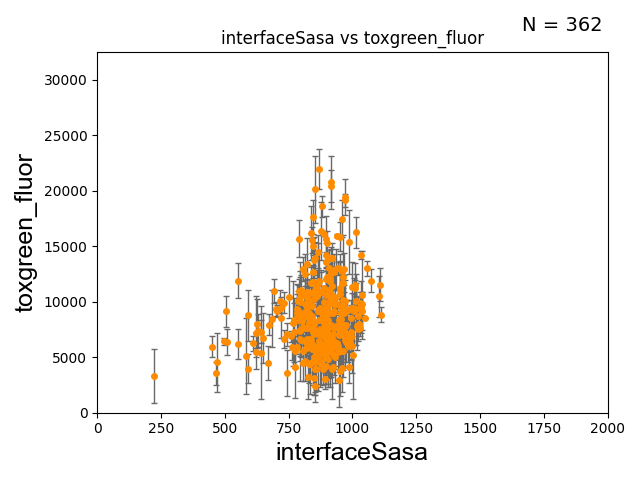 N = 362
interfaceSasa vs toxgreen_fluor
30000
25000
20000
15000
10000
5000
0
toxgreen_fluor
0 250 500 750 1000 1250 1500 1750 2000
interfaceSasa